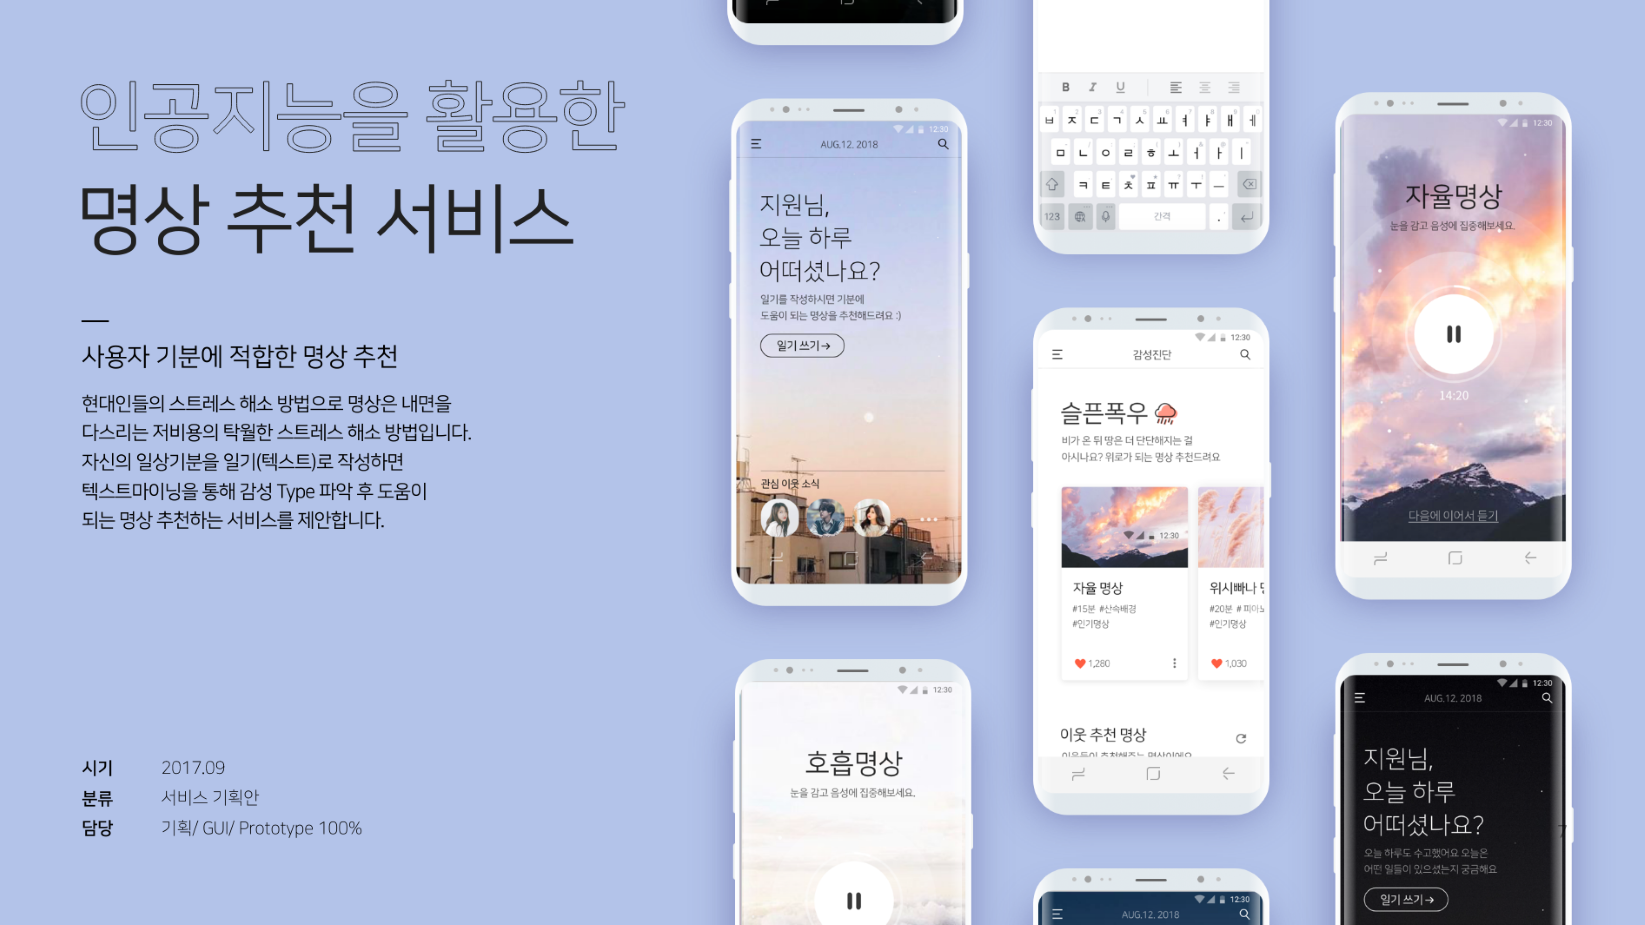 인공지능을 활용한
명상 추천 서비스
사용자 기분에 적합한 명상 추천
현대인들의 스트레스 해소 방법으로 명상은 내면을
다스리는 저비용의 탁월한 스트레스 해소 방법입니다.
자신의 일상기분을 일기(텍스트)로 작성하면
텍스트마이닝을 통해 감성 Type 파악 후 도움이
되는 명상 추천하는 서비스를 제안합니다.
시기 2017.09
분류 서비스 기획안
담당 기획/ GUI/ Prototype 100%
12:30
AUG.12. 2018
지원님,
오늘 하루
어떠셨나요?
일기를 작성하시면 기분에
도움이 되는 명상을 추천해드려요 :)
일기 쓰기→
관심 이웃 소식
12:30
호흡명상
눈을 감고 음성에 집중해보세요.
B I U
ㅂ ㅈ ㄷ ㄱ ㅅ ㅛ ㅕ ㅑ ㅐ ㅔ
ㅁ ㄴ ㅇ ㄹ ㅎ ㅗ ㅓ ㅏ ㅣ
ㅋ ㅌ ㅊ ㅍ ㅠ ㅜ ㅡ
123 간격 .
12:30
감성진단
슬픈폭우
비가 온 뒤 땅은 더 단단해지는 걸
아시나요? 위로가 되는 명상 추천드려요
12:30
자율 명상
#15분 #산속배경
#인기명상
1,280
위시빠나
#20분 # 피아노
#인기명상
1,030
이웃 추천 명상
이웃들이 추천해주는 명상이에요
12:30
AUG.12. 2018
12:30
자율명상
눈을 감고 음성에 집중해보세요.
14:20
다음에 이어서 듣기
12:30
AUG.12. 2018
지원님,
오늘 하루
어떠셨나요?
오늘 하루도 수고했어요 오늘은
어떤 일들이 있으셨는지 궁금해요
일기 쓰기→
7